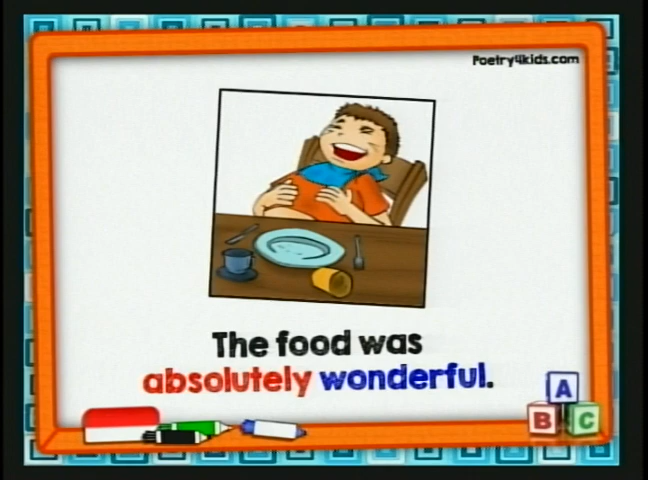 Poetry4kids.com
The food was
absolutely wonderful.
A
B C